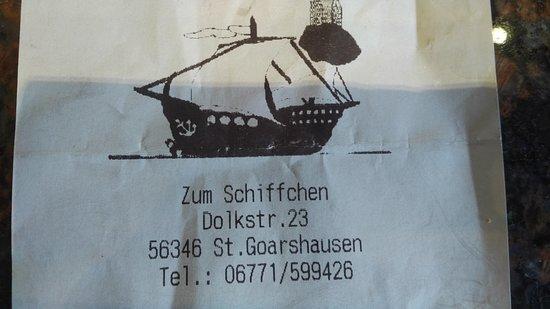 Zum Schiffchen
Dolkstr.23
56346 St.Goarshausen
Tel.: 06771/599426